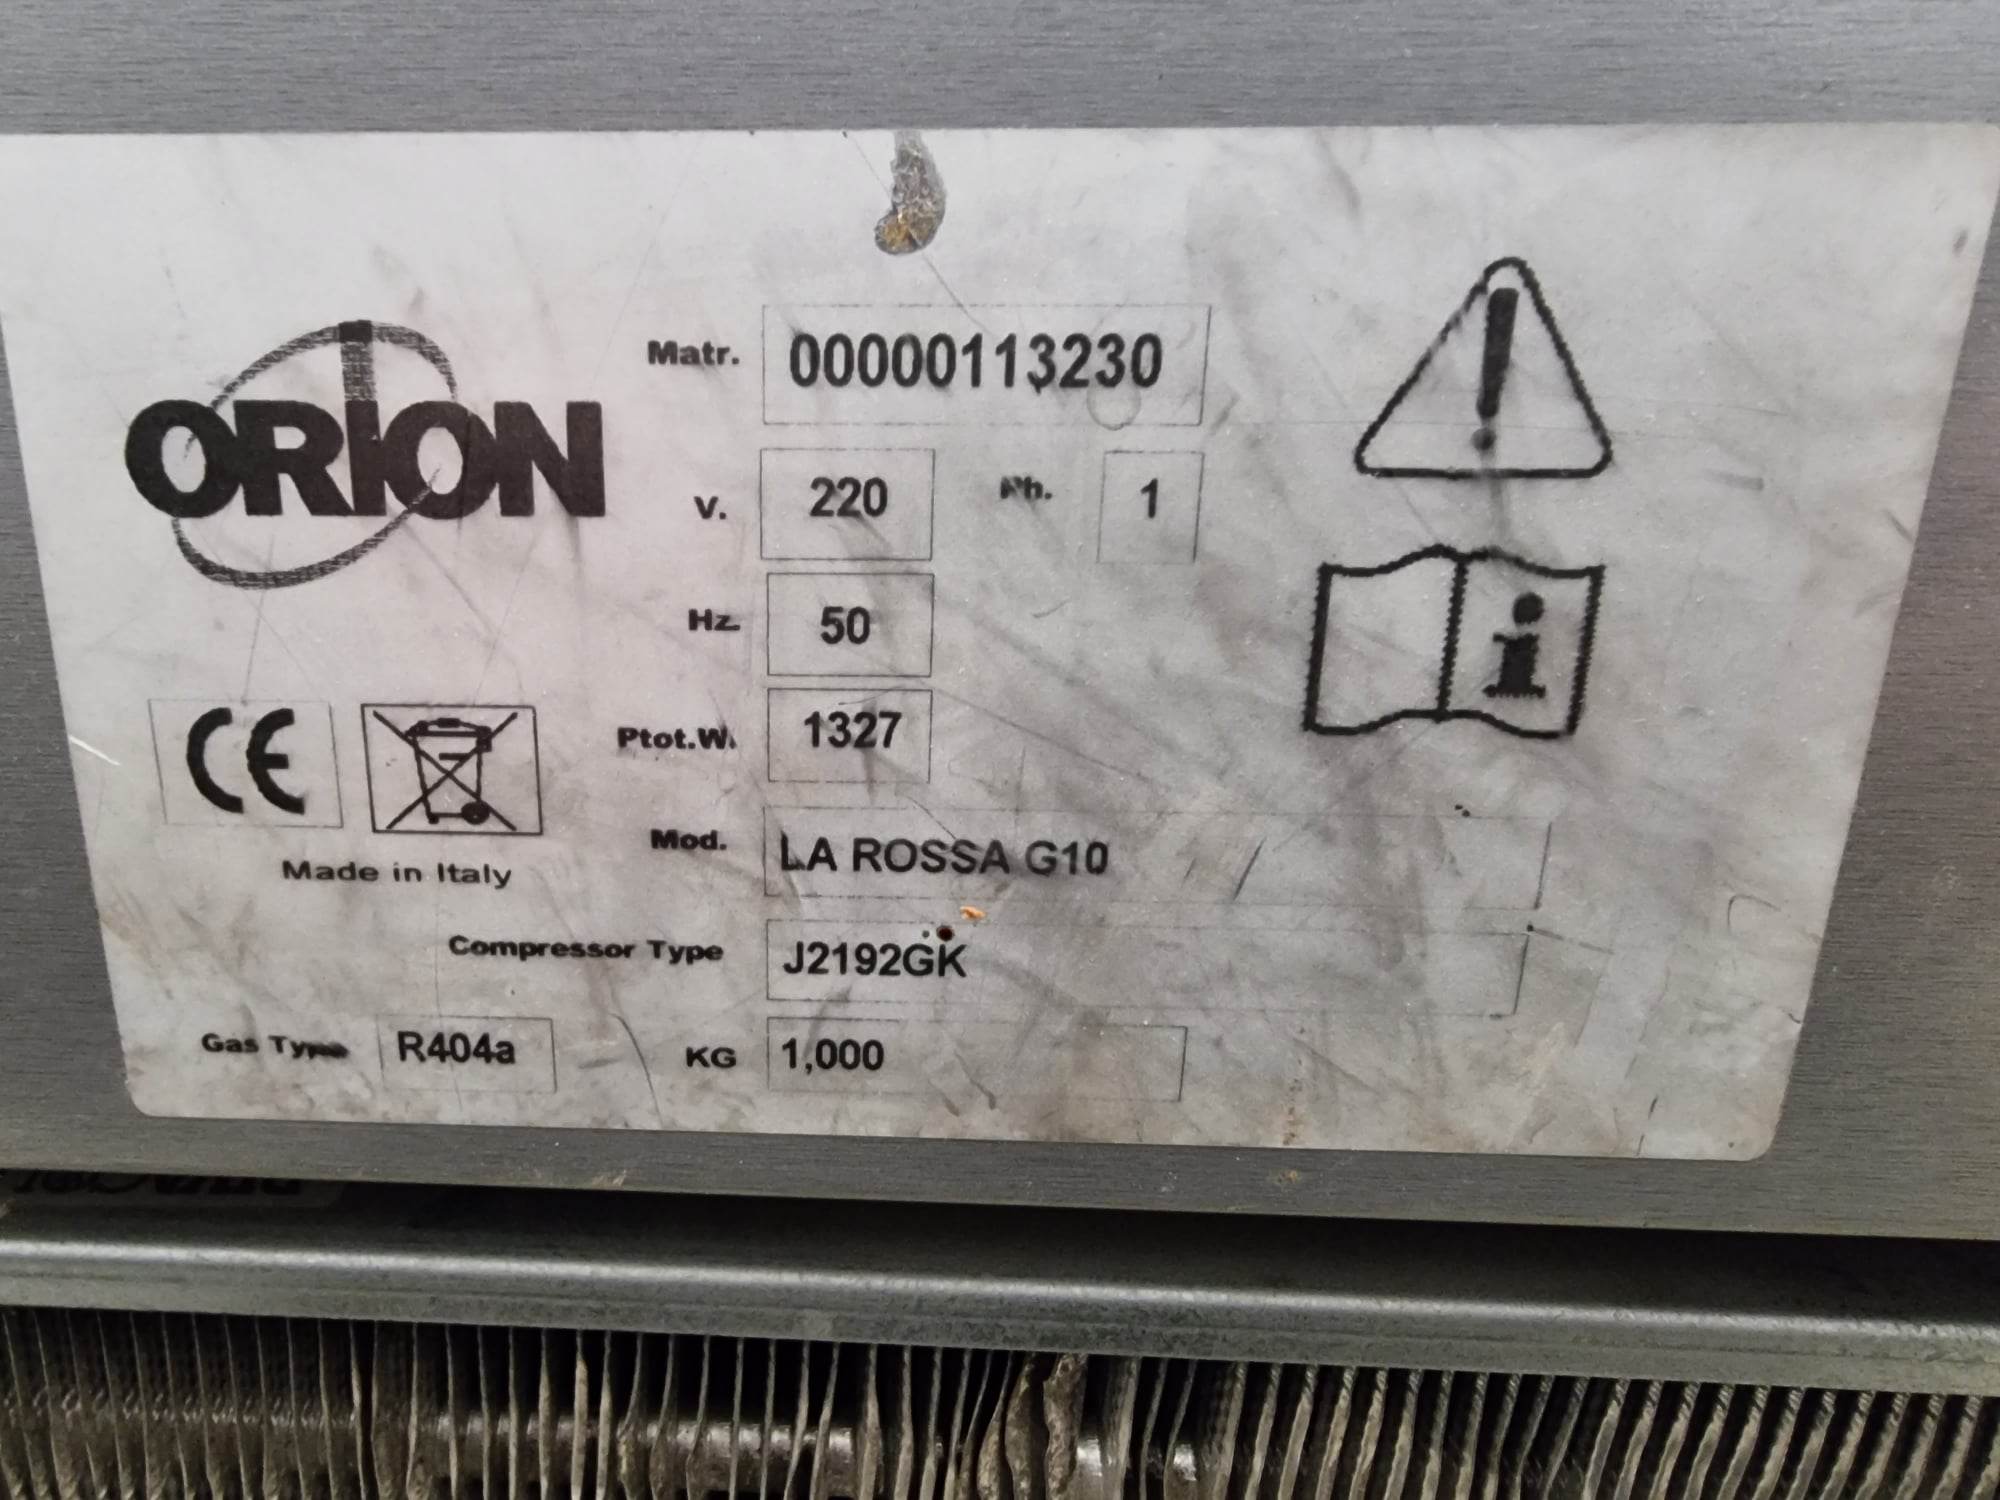 ORION
Matr. 00000113230
V. 220 Ph. 1
Hz. 50
Ptot.W. 1327
Mod. LA ROSSA G10
CE
Made in Italy
Compressor Type J2192GK
Gas Type R404a KG 1,000